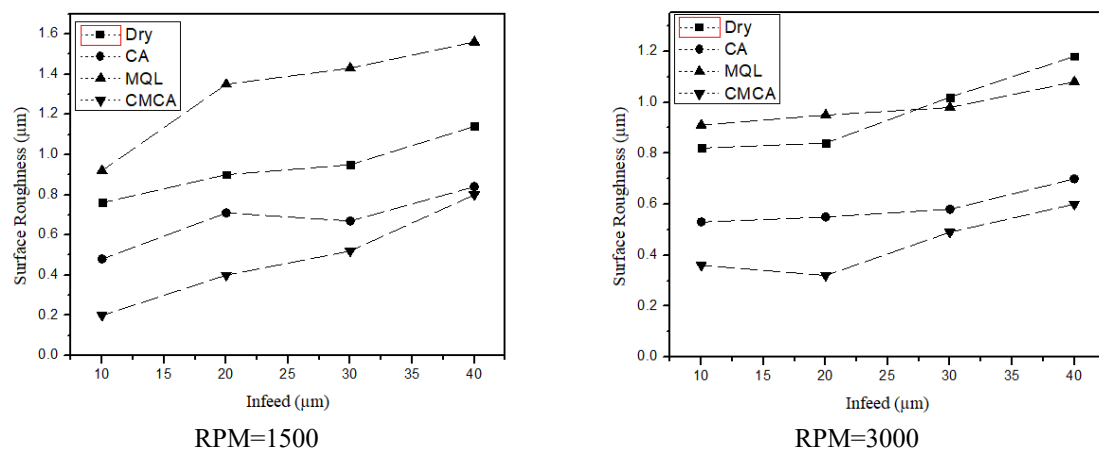 Dry
CA
MQL
CMCA
1.6
1.4
1.2
1.0
0.8
0.6
0.4
0.2
0.0
Surface Roughness (μm)
10 15 20 25 30 35 40
Infeed (μm)
RPM=1500
Dry
CA
MQL
CMCA
1.2
1.0
0.8
0.6
0.4
0.2
0.0
Surface Roughness (μm)
10 15 20 25 30 35 40
Infeed (μm)
RPM=3000